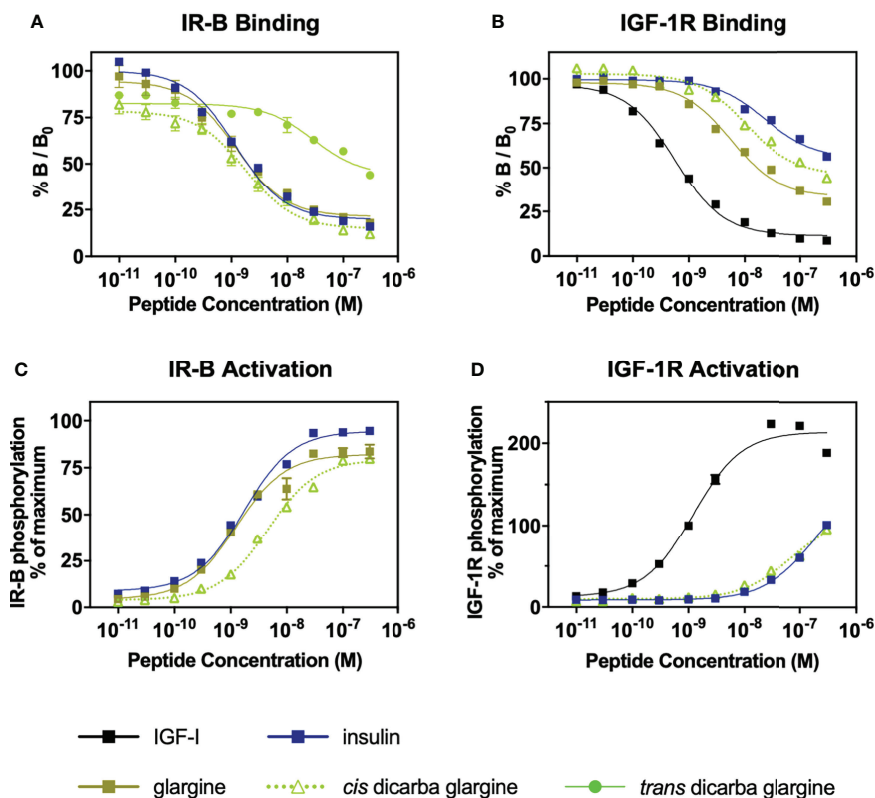 A
IR-B Binding
100
75
50
25
0
% B / B₀
10⁻¹¹ 10⁻¹⁰ 10⁻⁹ 10⁻⁸ 10⁻⁷ 10⁻⁶
Peptide Concentration (M)
B
IGF-1R Binding
100
75
50
25
0
% B / B₀
10⁻¹¹ 10⁻¹⁰ 10⁻⁹ 10⁻⁸ 10⁻⁷ 10⁻⁶
Peptide Concentration (M)
C
IR-B Activation
100
75
50
25
0
IR-B phosphorylation
% of maximum
10⁻¹¹ 10⁻¹⁰ 10⁻⁹ 10⁻⁸ 10⁻⁷ 10⁻⁶
Peptide Concentration (M)
D
IGF-1R Activation
200
100
0
IGF-1R phosphorylation
% of maximum
10⁻¹¹ 10⁻¹⁰ 10⁻⁹ 10⁻⁸ 10⁻⁷ 10⁻⁶
Peptide Concentration (M)
IGF-I insulin
glargine cis dicarba glargine trans dicarba glargine